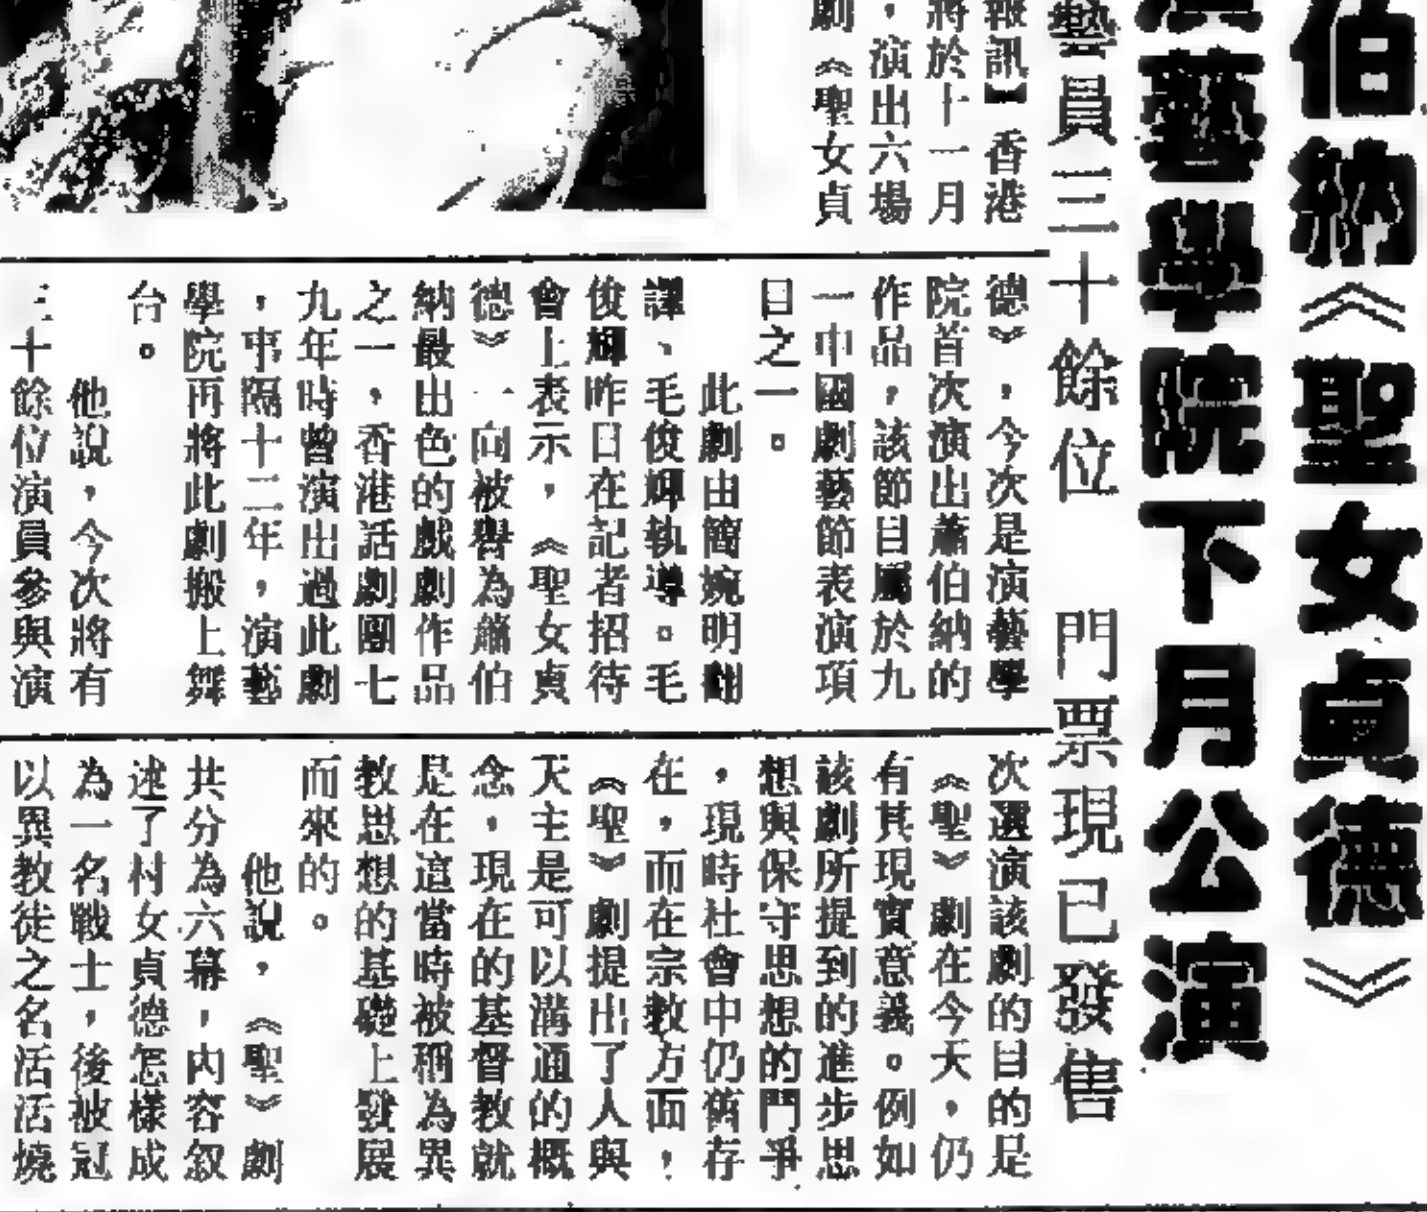 伯納《聖女貞德》
演藝學院下月公演
藝員三十餘位　門票現已發售
報訊】香港
將於十一月
，演出六場
劇《聖女貞
德》，今次是演藝學
院首次演出蕭伯納的
作品，該節目屬於九
一中國劇藝節表演項
目之一。
此劇由簡婉明翻
譯、毛俊輝執導。毛
俊輝昨日在記者招待
會上表示，《聖女貞
德》一向被譽為蕭伯
納最出色的戲劇作品
之一，香港話劇團七
九年時曾演出過此劇
，事隔十二年，演藝
學院再將此劇搬上舞
台。
他說，今次將有
三十餘位演員參與演
次選演該劇的目的是
《聖》劇在今天，仍
有其現實意義。例如
該劇所提到的進步思
想與保守思想的鬥爭
，現時社會中仍舊存
在，而在宗教方面，
《聖》劇提出了人與
天主是可以溝通的概
念，現在的基督教就
是在這當時被稱為異
教思想的基礎上發展
而來的。
他說，《聖》劇
共分為六幕，內容叙
述了村女貞德怎樣成
為一名戰士，後被冠
以異教徒之名活活燒